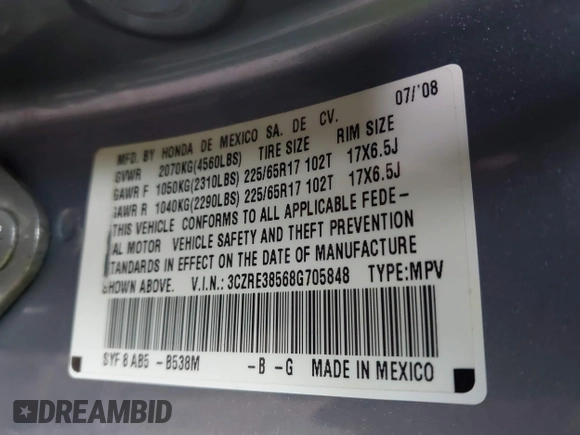 07/'08
MFD. BY HONDA DE MEXICO SA. DE CV.
GVWR 2070KG(4560LBS) TIRE SIZE RIM SIZE
GAWR F 1050KG(2310LBS) 225/65R17 102T 17X6.5J
GAWR R 1040KG(2290LBS) 225/65R17 102T 17X6.5J
THIS VEHICLE CONFORMS TO ALL APPLICABLE FEDE-
AL MOTOR VEHICLE SAFETY AND THEFT PREVENTION
STANDARDS IN EFFECT ON THE DATE OF MANUFACTURE
SHOWN ABOVE. V.I.N.: 3CZRE38568G705848 TYPE:MPV
SYF 8 AB5 -B538M -B -G MADE IN MEXICO
DREAMBID